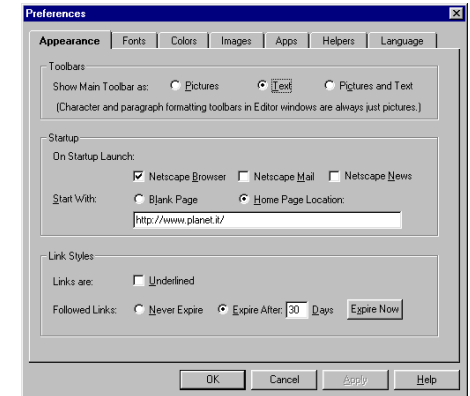 Preferences
Appearance Fonts Colors Images Apps Helpers Language
Toolbars
Show Main Toolbar as: Pictures Text Pictures and Text
(Character and paragraph formatting toolbars in Editor windows are always just pictures.)
Startup
On Startup Launch:
Netscape Browser Netscape Mail Netscape News
Start With: Blank Page Home Page Location:
http://www.planet.it/
Link Styles
Links are: Underlined
Followed Links: Never Expire Expire After: 30 Days Expire Now
OK Cancel Apply Help